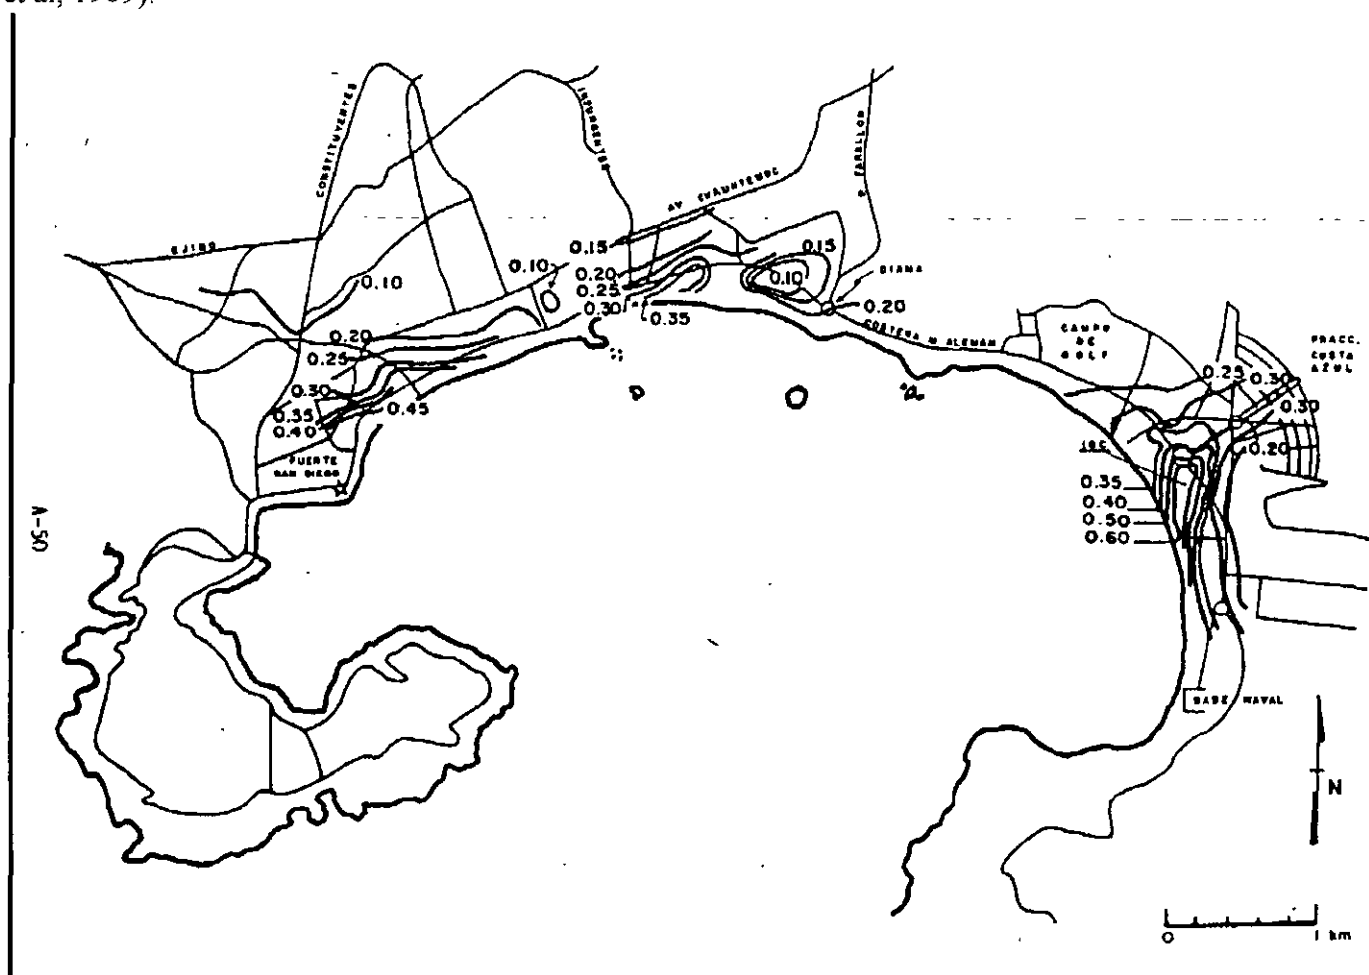 et al, 1989).
CONSTITUYENTES
INSURGENTES
AV CUAUHTEMOC
P FARALLON
EJIDO
0.15
0.15
0.10
0.20
0.10
DIANA
0.10
0.25
0.30
0.35
0.20
COSTERA M. ALEMAN
0.20
CAMPO
DE
GOLF
FRACC.
COSTA
AZUL
0.25
0.25
0.30
0.30
0.45
0.30
0.35
0.40
0.20
FUERTE
SAN DIEGO
0.35
0.40
0.50
0.60
A-50
BASE NAVAL
N
0
1 km